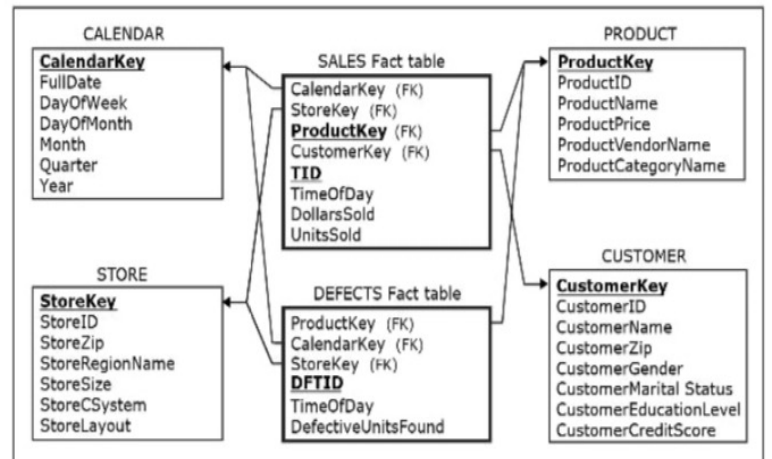 CALENDAR
CalendarKey
FullDate
DayOfWeek
DayOfMonth
Month
Quarter
Year
SALES Fact table
CalendarKey (FK)
StoreKey (FK)
ProductKey (FK)
CustomerKey (FK)
TID
TimeOfDay
DollarsSold
UnitsSold
PRODUCT
ProductKey
ProductID
ProductName
ProductPrice
ProductVendorName
ProductCategoryName
STORE
StoreKey
StoreID
StoreZip
StoreRegionName
StoreSize
StoreCSystem
StoreLayout
DEFECTS Fact table
ProductKey (FK)
CalendarKey (FK)
StoreKey (FK)
DFTID
TimeOfDay
DefectiveUnitsFound
CUSTOMER
CustomerKey
CustomerID
CustomerName
CustomerZip
CustomerGender
CustomerMarital Status
CustomerEducationLevel
CustomerCreditScore